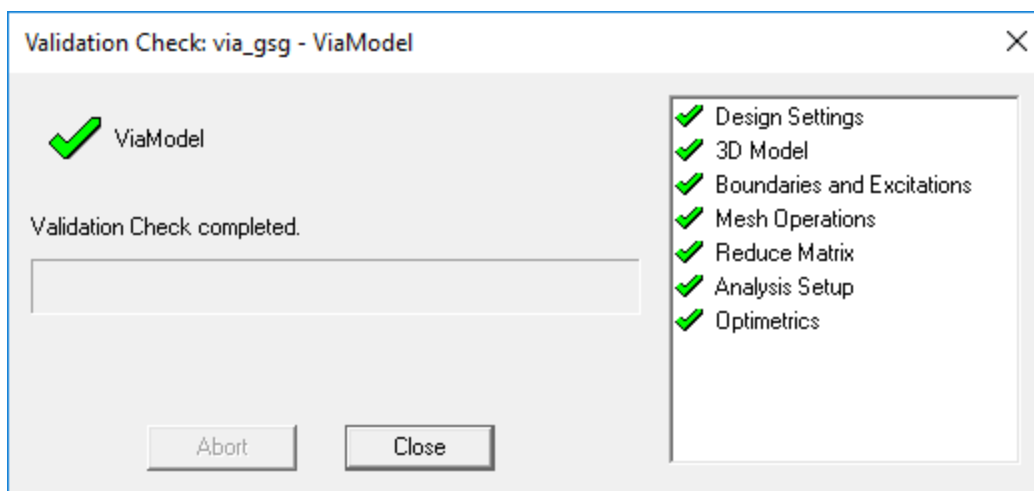 Validation Check: via_gsg - ViaModel
ViaModel
Validation Check completed.
Abort
Close
Design Settings
3D Model
Boundaries and Excitations
Mesh Operations
Reduce Matrix
Analysis Setup
Optimetrics